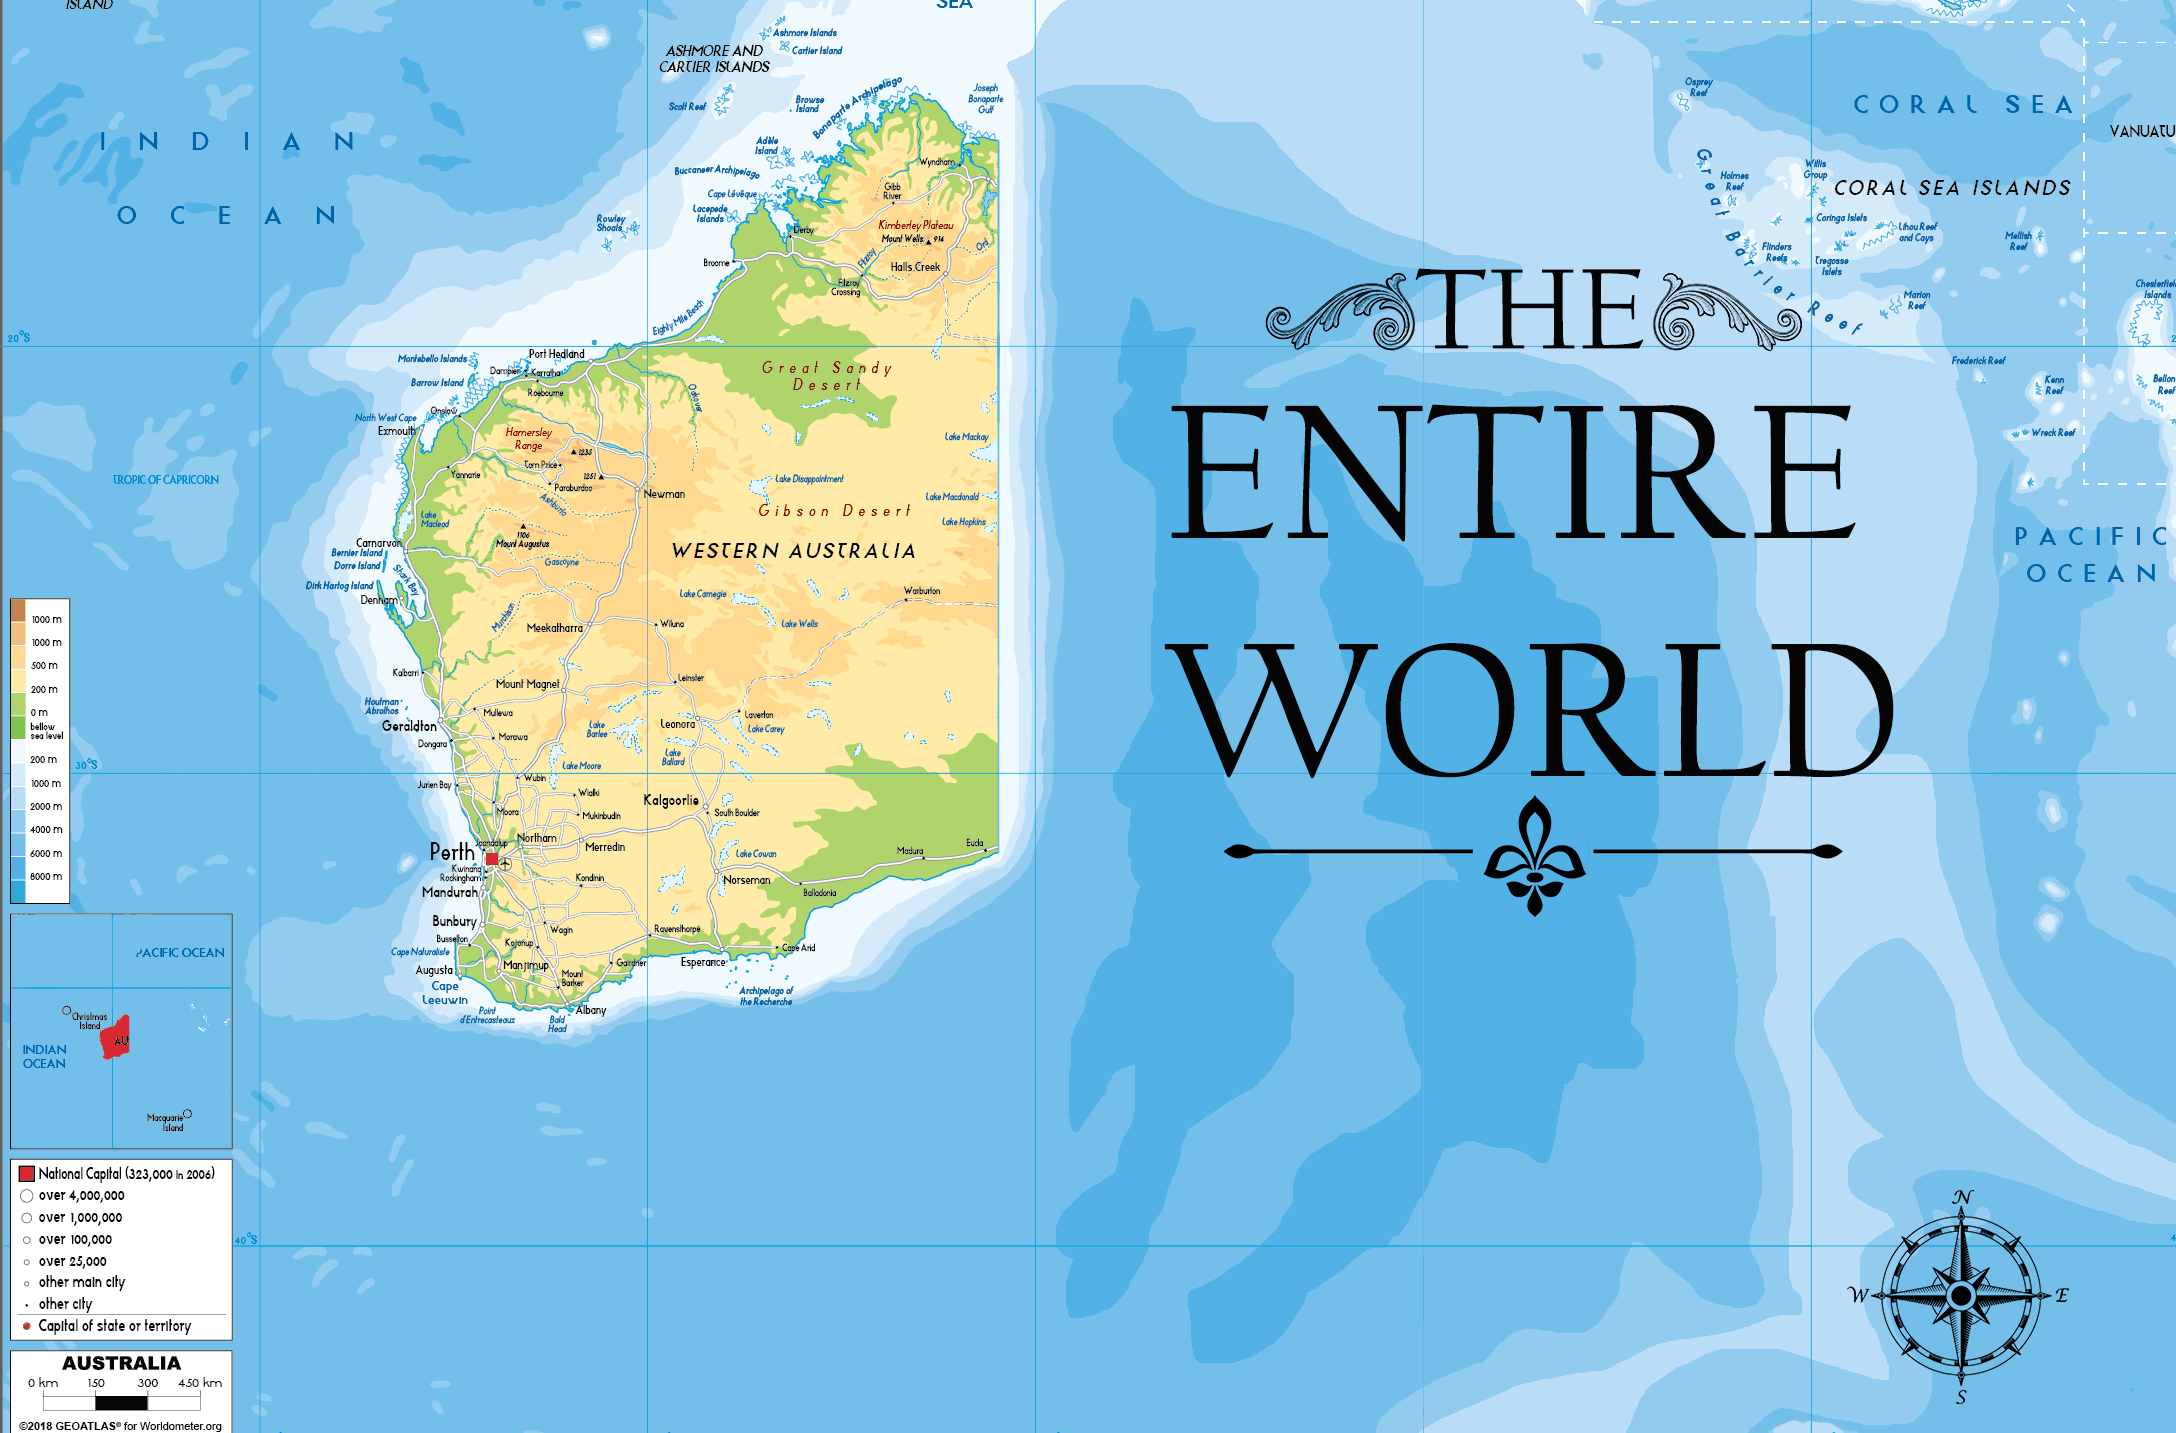 ISLAND
SEA
Ashmore Islands
Cartier Island
ASHMORE AND
CARTIER ISLANDS
Scott Reef
Browse
Island
Bonaparte Archipelago
Joseph
Bonaparte
Gulf
Osprey
Reef
CORAL SEA
VANUATU
INDIAN
OCEAN
Adèle
Island
Buccaneer Archipelago
Cape Lévêque
Lacepede
Islands
Rowley
Shoals
Wyndham
Gibb
River
Kimberley Plateau
Mount Wells 914
Ord
Derby
Broome
Fitzroy
Halls Creek
Fitzroy
Crossing
Eighty Mile Beach
Great Barrier Reef
Holmes
Reef
Willis
Group
CORAL SEA ISLANDS
Coringa Islets
Lihou Reef
and Cays
Mellish
Reef
Flinders
Reefs
Tregosse
Islets
Marion
Reef
Chesterfield
Islands
Frederick Reef
Kenn
Reef
Bellon
Reef
Wreck Reef
PACIFIC
OCEAN
THE
ENTIRE
WORLD
20°S
2
Montebello Islands
Port Hedland
Dampier
Karratha
Barrow Island
Roebourne
North West Cape
Onslow
Exmouth
Great Sandy
Desert
Oakover
Hamersley
Range
1235
Tom Price
1251
Paraburdoo
Yannarie
Newman
Ashburto
Lake Mackay
Lake Disappointment
Lake Macdonald
Gibson Desert
Lake Hopkins
TROPIC OF CAPRICORN
Lake
Macleod
1106
Mount Augustus
WESTERN AUSTRALIA
Carnarvon
Bernier Island
Dorre Island
Gascoyne
Dirk Hartog Island
Shark Bay
Denham
Lake Carnegie
Warburton
Murchison
Meekatharra
Wiluna
Lake Wells
Kalbarri
Mount Magnet
Leinster
Houtman
Abrolhos
Mullewa
Geraldton
Leonora
Laverton
Lake Carey
Lake
Barlee
Dongara
Morawa
Lake
Ballard
30°S
Lake Moore
Jurien Bay
Wubin
Wialki
Kalgoorlie
Moora
Mukinbudin
South Boulder
Northam
Joondalup
Merredin
Perth
Kwinana
Rockingham
Lake Cowan
Madura
Eucla
Mandurah
Kondinin
Norseman
Balladonia
Bunbury
Wagin
Ravensthorpe
Busselton
Katanup
Cape Arid
Cape Naturaliste
Augusta
Manjimup
Gairdner
Esperance
Mount
Barker
Cape
Leeuwin
Albany
Archipelago of
the Recherche
Point
d'Entrecasteaux
Bald
Head
1000 m
1000 m
500 m
200 m
0 m
bellow
sea level
200 m
1000 m
2000 m
4000 m
6000 m
8000 m
PACIFIC OCEAN
Christmas
Island
AU
INDIAN
OCEAN
Macquarie
Island
National Capital (323,000 in 2006)
over 4,000,000
over 1,000,000
over 100,000
over 25,000
other main city
other city
Capital of state or territory
40°S
4
AUSTRALIA
0 km 150 300 450 km
©2018 GEOATLAS® for Worldometer.org
N
W E
S